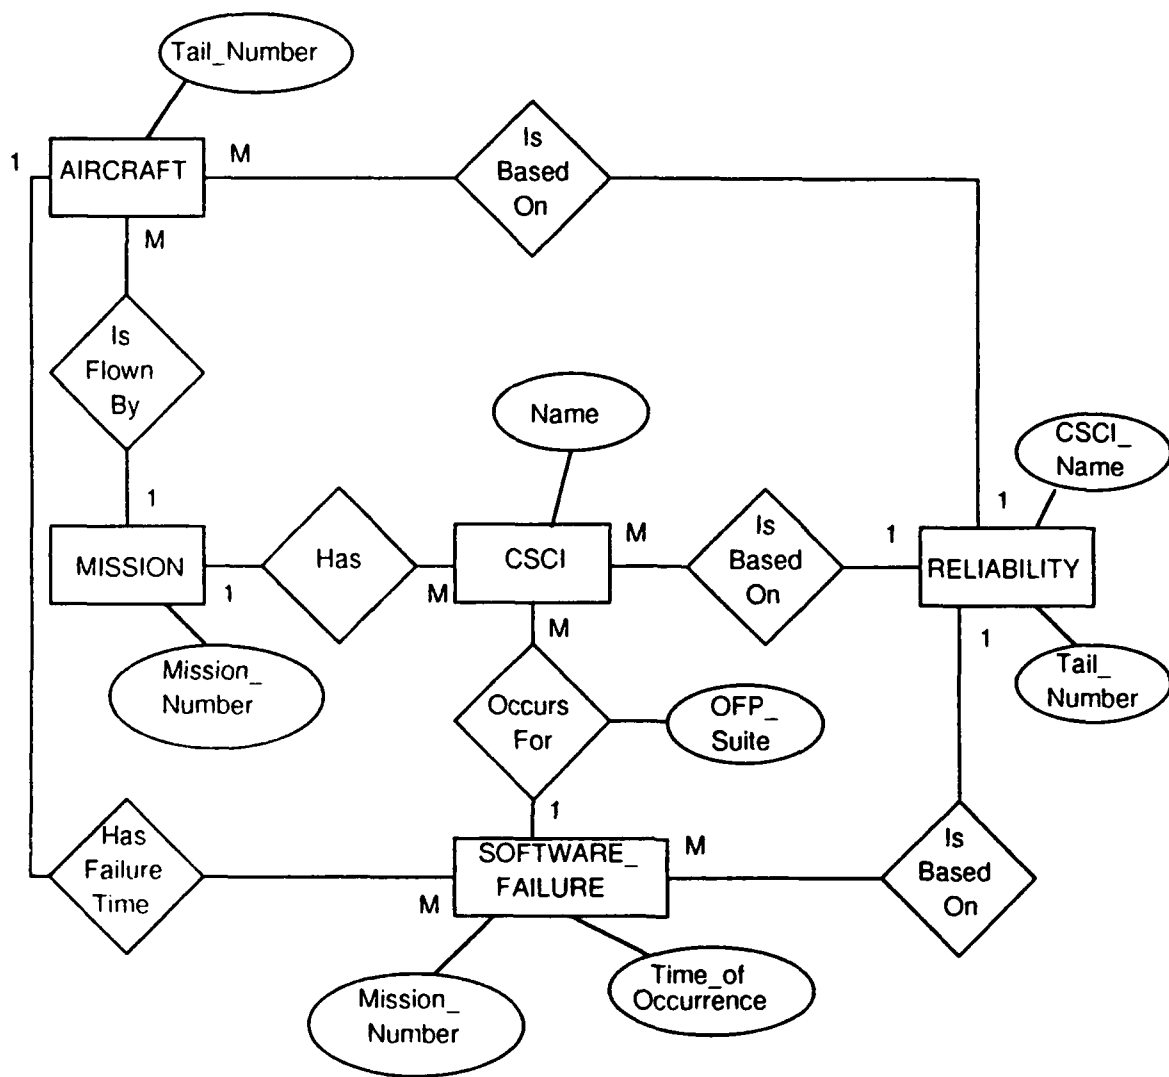 Tail_Number
1
AIRCRAFT
M
Is
Based
On
M
Is
Flown
By
Name
CSCI_
Name
1
1
MISSION
1
Has
M
CSCI
M
Is
Based
On
1
RELIABILITY
M
1
Mission_
Number
Occurs
For
OFP_
Suite
Tail_
Number
1
Has
Failure
Time
M
SOFTWARE_
FAILURE
M
Is
Based
On
Mission_
Number
Time_of
Occurrence